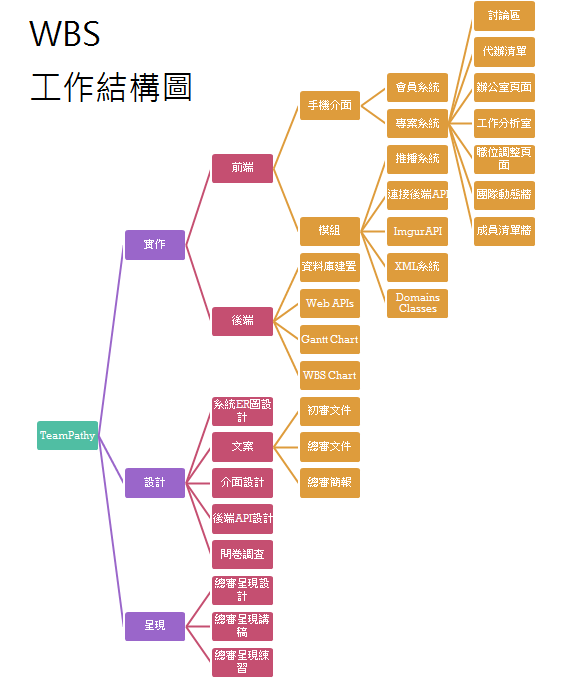 WBS
工作結構圖
TeamPathy
實作
前端
手機介面
會員系統
專案系統
討論區
代辦清單
辦公室頁面
工作分析室
職位調整頁
面
團隊動態牆
成員清單牆
模組
推播系統
連接後端API
ImgurAPI
XML系統
Domains
Classes
後端
資料庫建置
Web APIs
Gantt Chart
WBS Chart
設計
系統ER圖設
計
文案
初審文件
總審文件
總審簡報
介面設計
後端API設計
問卷調查
呈現
總審呈現設
計
總審呈現講
稿
總審呈現練
習